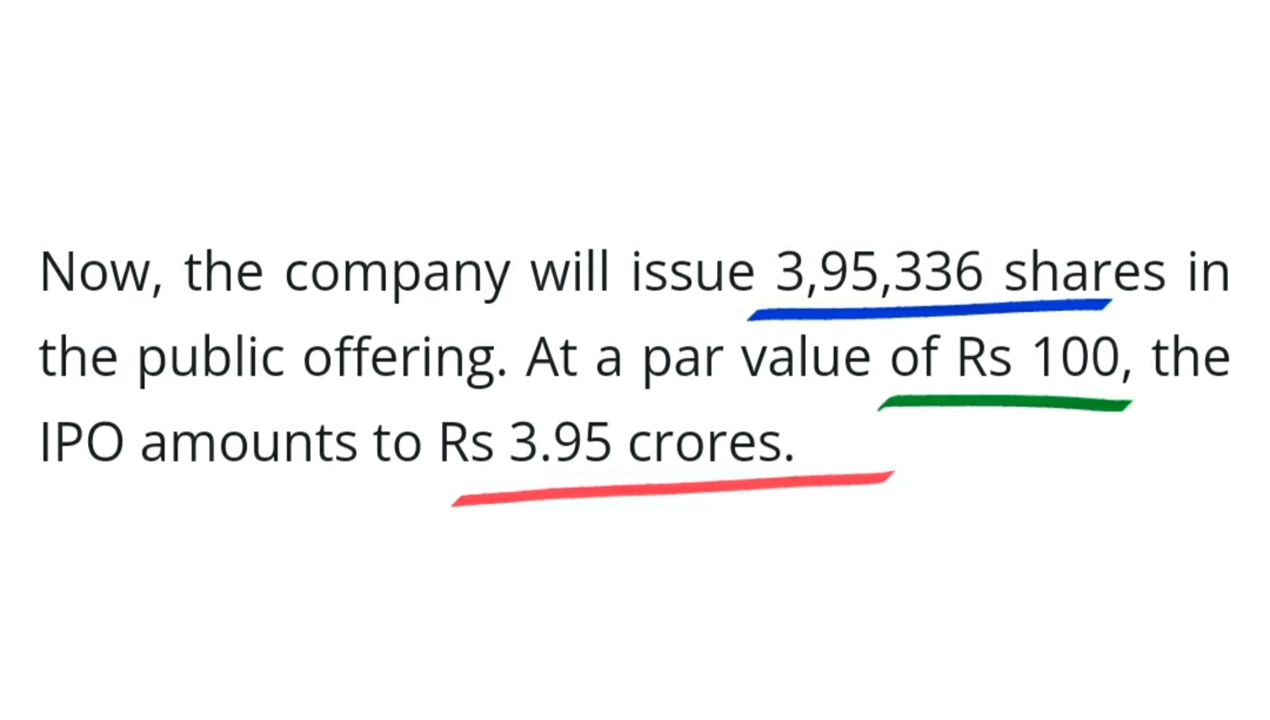 Now, the company will issue 3,95,336 shares in
the public offering. At a par value of Rs 100, the
IPO amounts to Rs 3.95 crores.